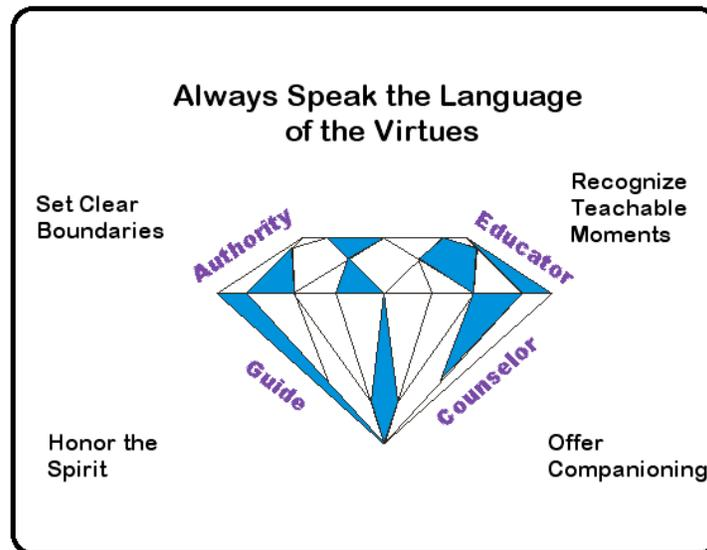 Always Speak the Language
of the Virtues
Set Clear
Boundaries
Recognize
Teachable
Moments
Authority
Educator
Guide
Counselor
Honor the
Spirit
Offer
Companioning